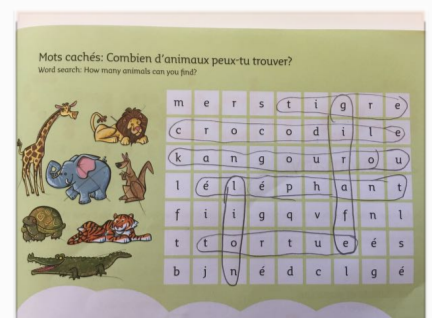 Mots cachés: Combien d'animaux peux-tu trouver?
Word search: How many animals can you find?
m e r s t i g r e
c r o c o d i l e
k a n g o u r o u
l é l é p h a n t
f i i g q v f n l
t t o r t u e é s
b j n é d c l g é